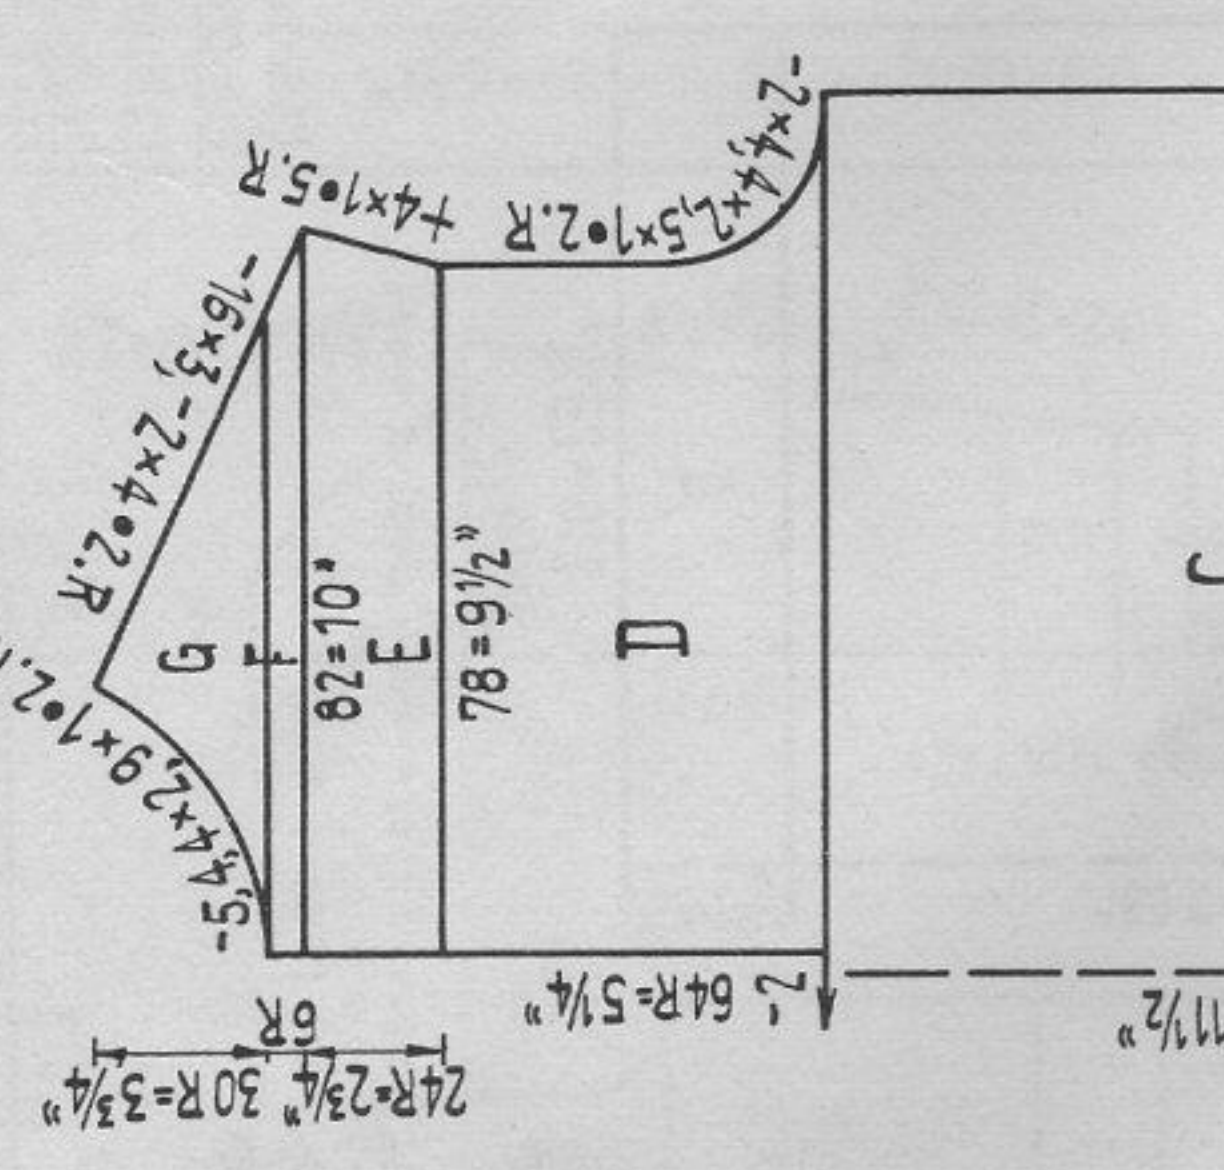 -2×4,4×2,5×1•2.R
+4×1•5.R
-16×3,-2×4•2.R
-5,4,4×2,9×1•2.
G
F
82=10"
E
78=9½"
D
64R=5¼"
11½"
6R
24R=2¾"
30R=3¾"